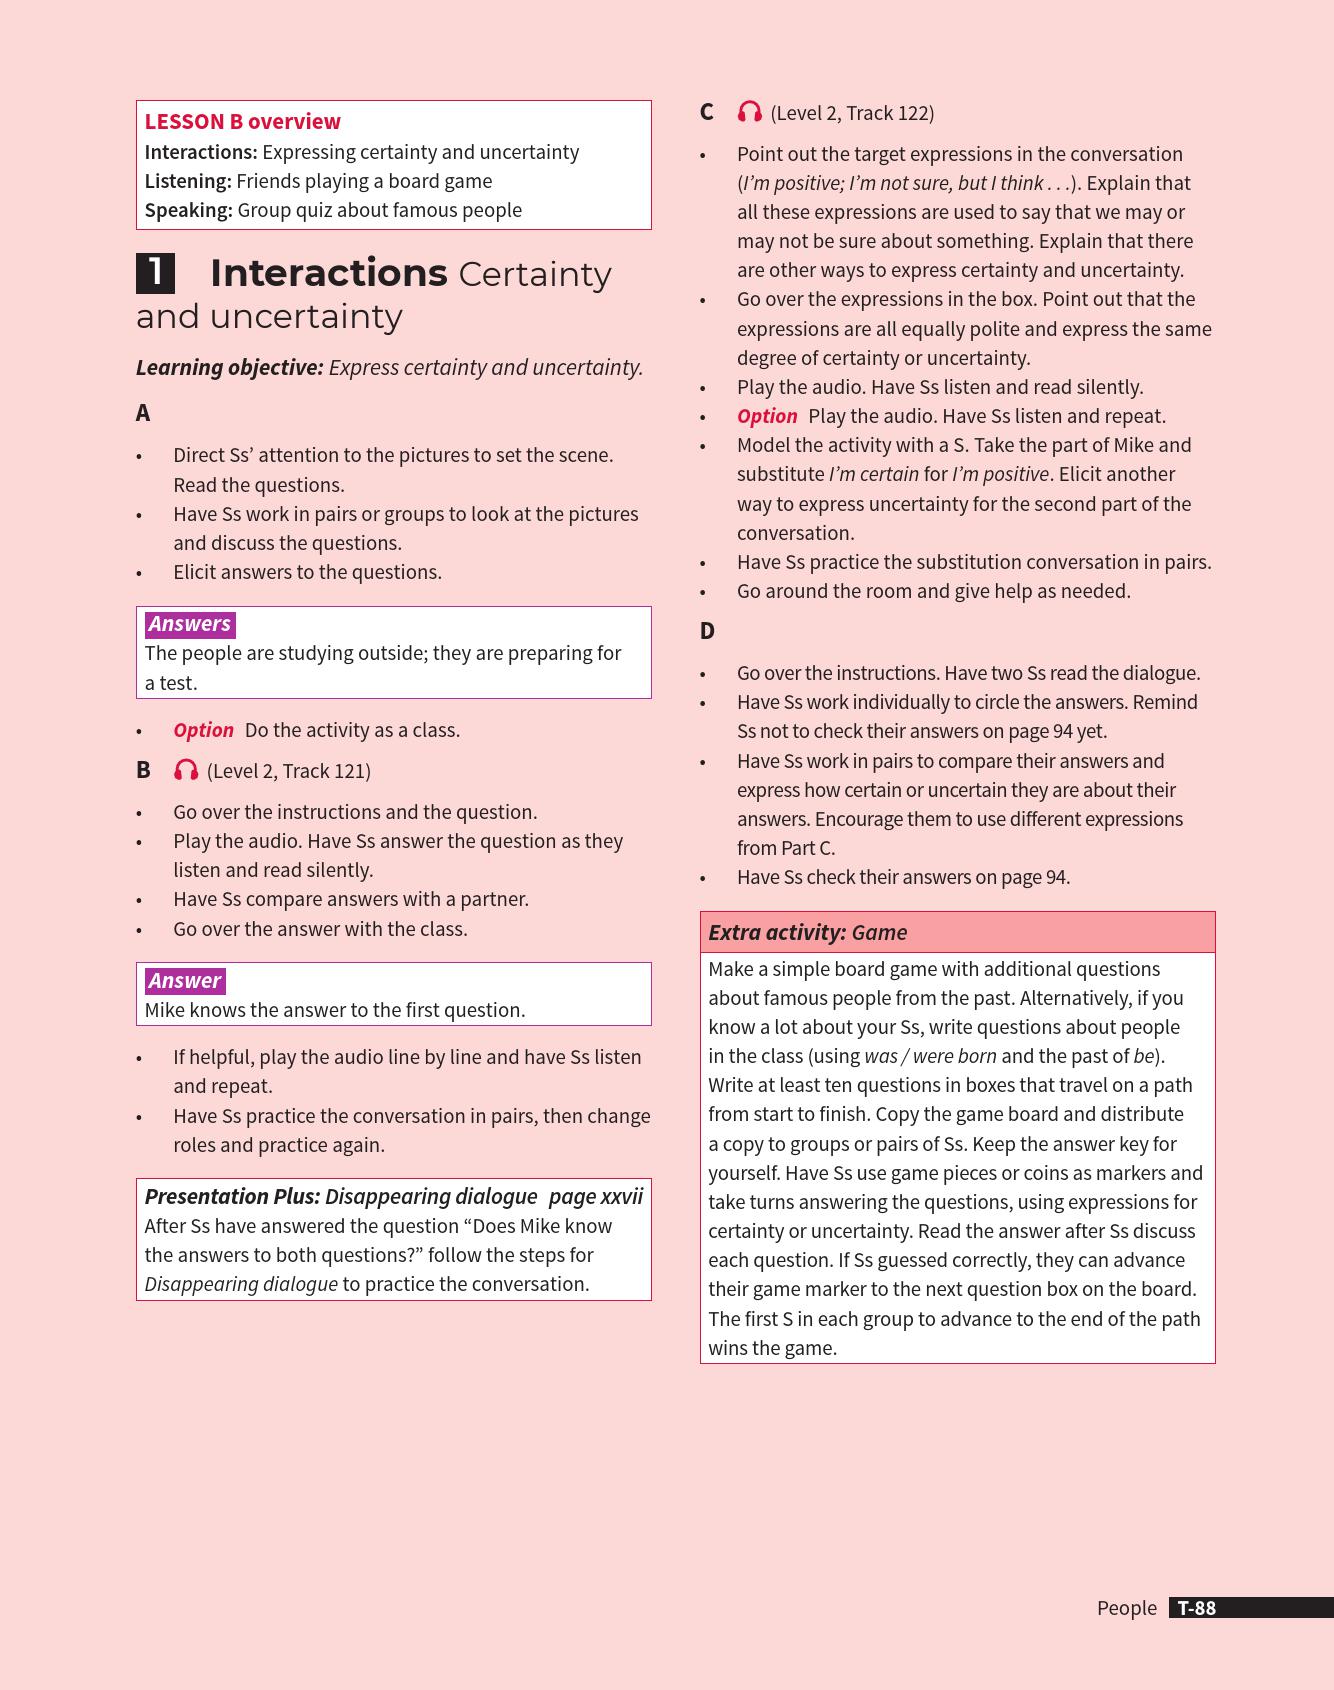 LESSON B overview
Interactions: Expressing certainty and uncertainty
Listening: Friends playing a board game
Speaking: Group quiz about famous people
1 Interactions Certainty
and uncertainty
Learning objective: Express certainty and uncertainty.
A
• Direct Ss’ attention to the pictures to set the scene.
Read the questions.
• Have Ss work in pairs or groups to look at the pictures
and discuss the questions.
• Elicit answers to the questions.
Answers
The people are studying outside; they are preparing for
a test.
• Option Do the activity as a class.
B (Level 2, Track 121)
• Go over the instructions and the question.
• Play the audio. Have Ss answer the question as they
listen and read silently.
• Have Ss compare answers with a partner.
• Go over the answer with the class.
Answer
Mike knows the answer to the first question.
• If helpful, play the audio line by line and have Ss listen
and repeat.
• Have Ss practice the conversation in pairs, then change
roles and practice again.
Presentation Plus: Disappearing dialogue page xxvii
After Ss have answered the question “Does Mike know
the answers to both questions?” follow the steps for
Disappearing dialogue to practice the conversation.
C (Level 2, Track 122)
• Point out the target expressions in the conversation
(I’m positive; I’m not sure, but I think . . .). Explain that
all these expressions are used to say that we may or
may not be sure about something. Explain that there
are other ways to express certainty and uncertainty.
• Go over the expressions in the box. Point out that the
expressions are all equally polite and express the same
degree of certainty or uncertainty.
• Play the audio. Have Ss listen and read silently.
• Option Play the audio. Have Ss listen and repeat.
• Model the activity with a S. Take the part of Mike and
substitute I’m certain for I’m positive. Elicit another
way to express uncertainty for the second part of the
conversation.
• Have Ss practice the substitution conversation in pairs.
• Go around the room and give help as needed.
D
• Go over the instructions. Have two Ss read the dialogue.
• Have Ss work individually to circle the answers. Remind
Ss not to check their answers on page 94 yet.
• Have Ss work in pairs to compare their answers and
express how certain or uncertain they are about their
answers. Encourage them to use different expressions
from Part C.
• Have Ss check their answers on page 94.
Extra activity: Game
Make a simple board game with additional questions
about famous people from the past. Alternatively, if you
know a lot about your Ss, write questions about people
in the class (using was / were born and the past of be).
Write at least ten questions in boxes that travel on a path
from start to finish. Copy the game board and distribute
a copy to groups or pairs of Ss. Keep the answer key for
yourself. Have Ss use game pieces or coins as markers and
take turns answering the questions, using expressions for
certainty or uncertainty. Read the answer after Ss discuss
each question. If Ss guessed correctly, they can advance
their game marker to the next question box on the board.
The first S in each group to advance to the end of the path
wins the game.
People T-88